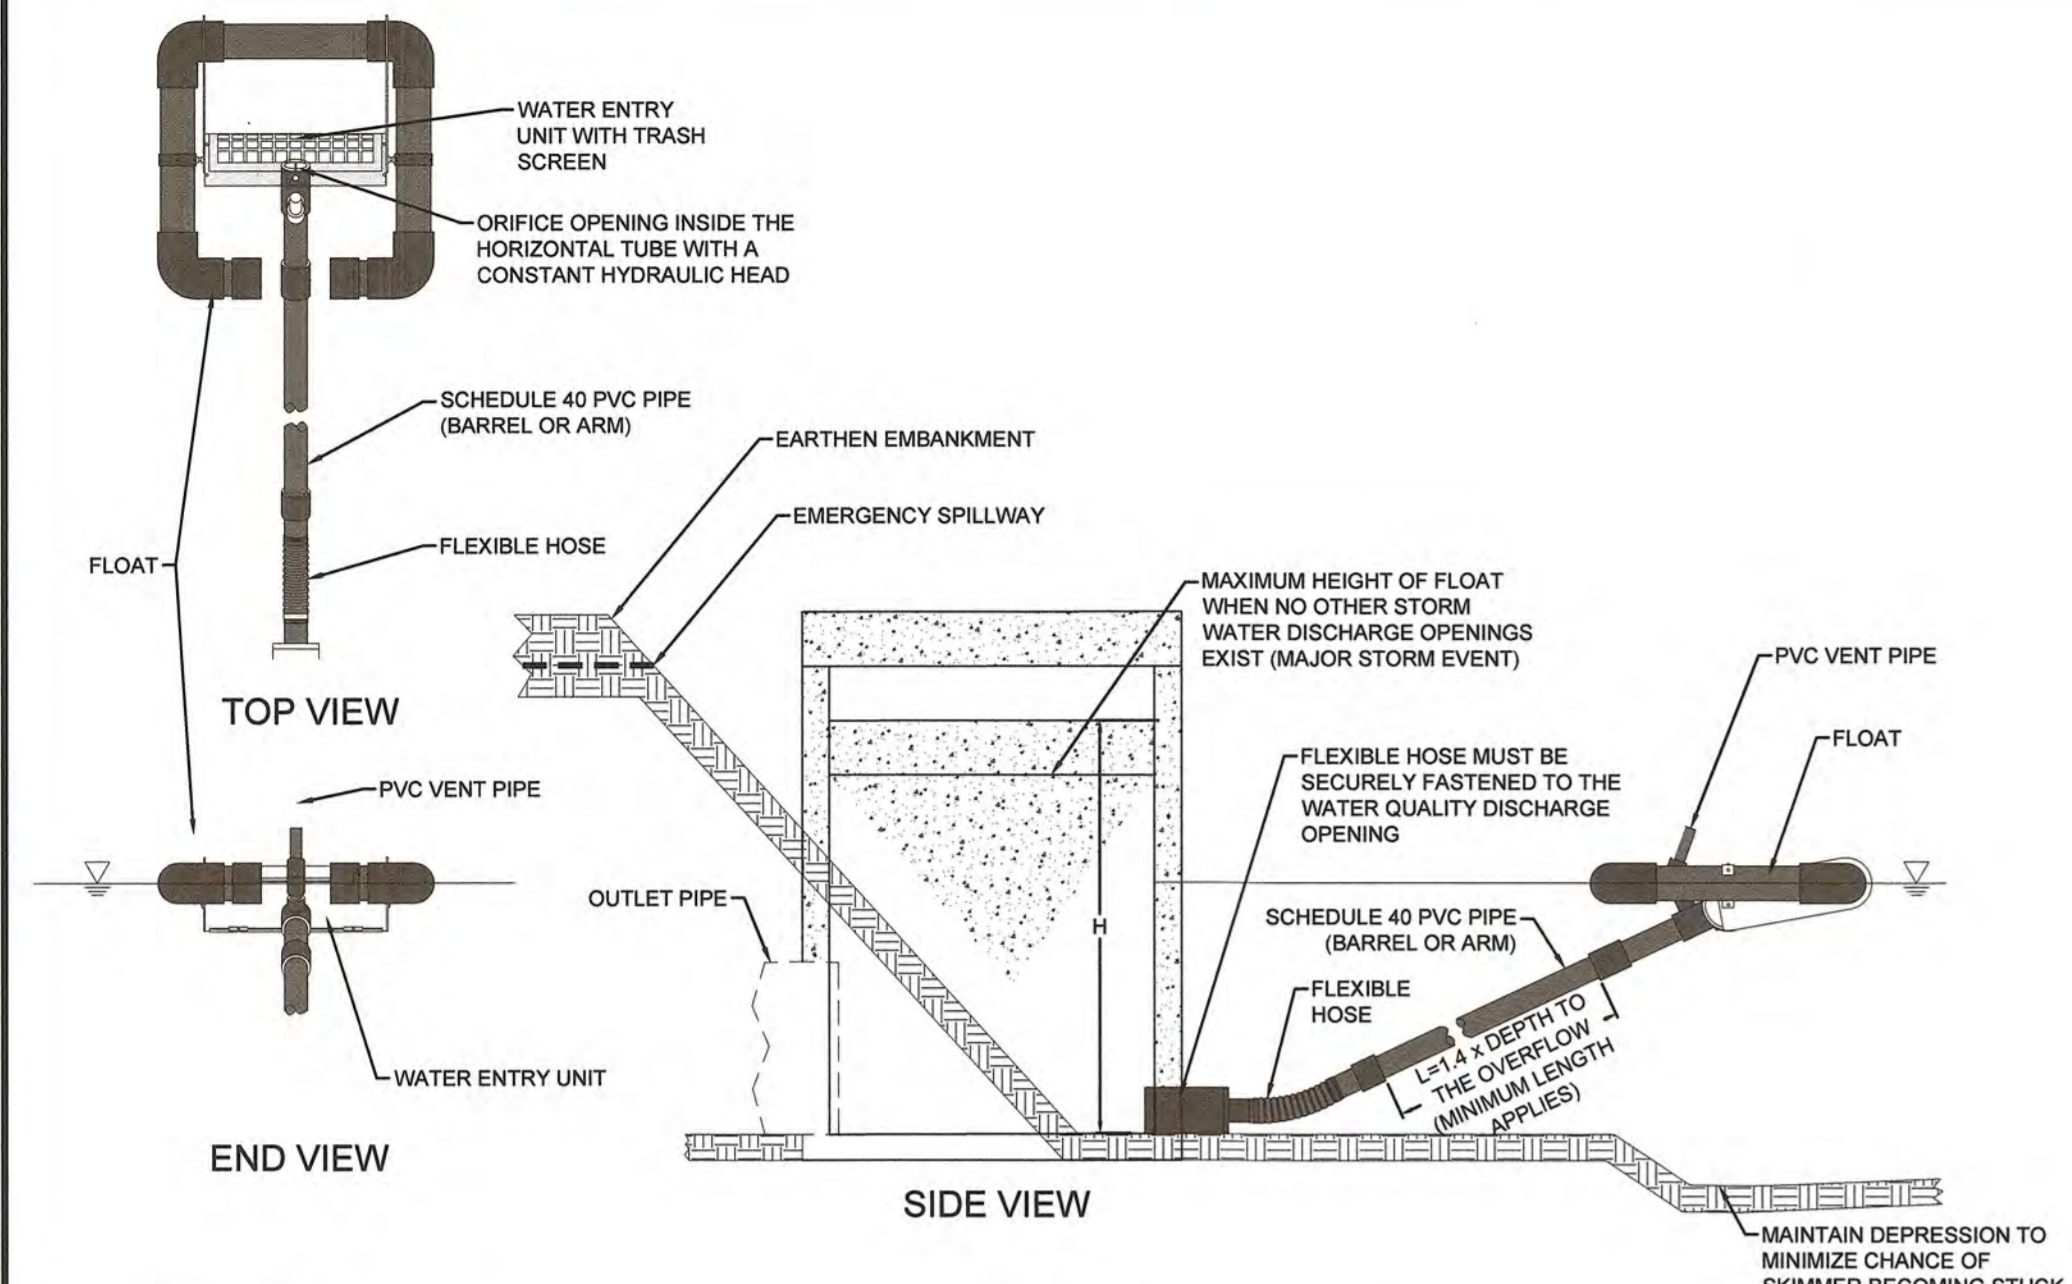 WATER ENTRY
UNIT WITH TRASH
SCREEN
ORIFICE OPENING INSIDE THE
HORIZONTAL TUBE WITH A
CONSTANT HYDRAULIC HEAD
SCHEDULE 40 PVC PIPE
(BARREL OR ARM)
FLEXIBLE HOSE
FLOAT
TOP VIEW
PVC VENT PIPE
WATER ENTRY UNIT
END VIEW
EARTHEN EMBANKMENT
EMERGENCY SPILLWAY
MAXIMUM HEIGHT OF FLOAT
WHEN NO OTHER STORM
WATER DISCHARGE OPENINGS
EXIST (MAJOR STORM EVENT)
PVC VENT PIPE
FLOAT
FLEXIBLE HOSE MUST BE
SECURELY FASTENED TO THE
WATER QUALITY DISCHARGE
OPENING
OUTLET PIPE
H
SCHEDULE 40 PVC PIPE
(BARREL OR ARM)
FLEXIBLE
HOSE
L=1.4 x DEPTH TO
THE OVERFLOW
(MINIMUM LENGTH
APPLIES)
SIDE VIEW
MAINTAIN DEPRESSION TO
MINIMIZE CHANCE OF
SKIMMER BECOMING STUCK